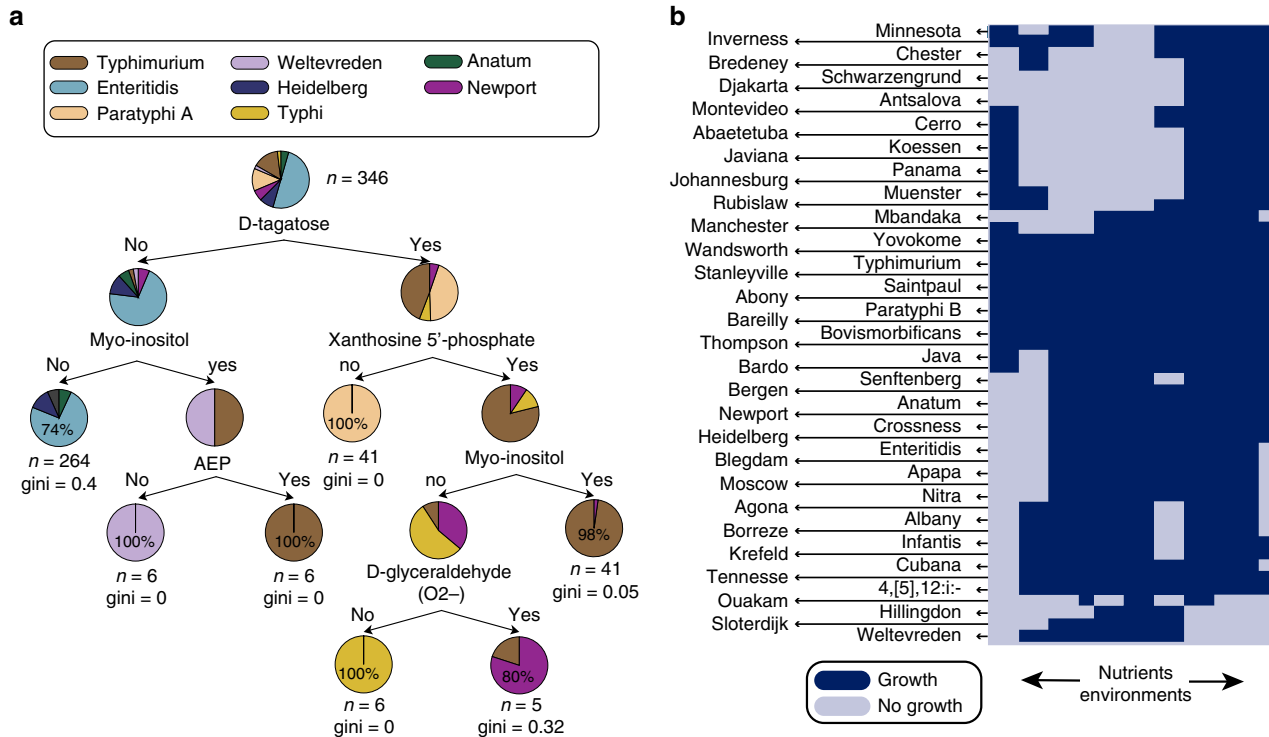 a
Typhimurium
Enteritidis
Paratyphi A
Weltevreden
Heidelberg
Typhi
Anatum
Newport
n = 346
D-tagatose
No
Yes
Myo-inositol
Xanthosine 5'-phosphate
No
yes
no
Yes
74%
n = 264
gini = 0.4
AEP
100%
n = 41
gini = 0
Myo-inositol
No
Yes
no
Yes
100%
n = 6
gini = 0
100%
n = 6
gini = 0
D-glyceraldehyde
(O2–)
98%
n = 41
gini = 0.05
No
Yes
100%
n = 6
gini = 0
80%
n = 5
gini = 0.32
b
Minnesota
Inverness
Chester
Bredeney
Schwarzengrund
Djakarta
Antsalova
Montevideo
Cerro
Abaetetuba
Koessen
Javiana
Panama
Johannesburg
Muenster
Rubislaw
Mbandaka
Manchester
Yovokome
Wandsworth
Typhimurium
Stanleyville
Saintpaul
Abony
Paratyphi B
Bareilly
Bovismorbificans
Thompson
Java
Bardo
Senftenberg
Bergen
Anatum
Newport
Crossness
Heidelberg
Enteritidis
Blegdam
Apapa
Moscow
Nitra
Agona
Albany
Borreze
Infantis
Krefeld
Cubana
Tennesse
4,[5],12:i:-
Ouakam
Hillingdon
Sloterdijk
Weltevreden
Growth
No growth
Nutrients
environments